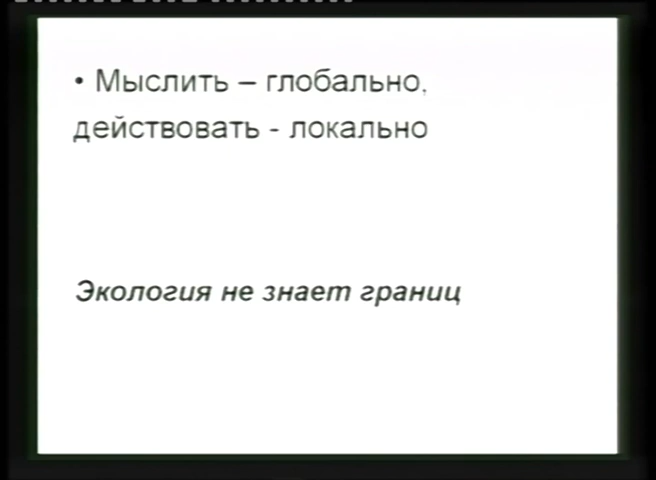 • Мыслить – глобально,
действовать - локально
Экология не знает границ